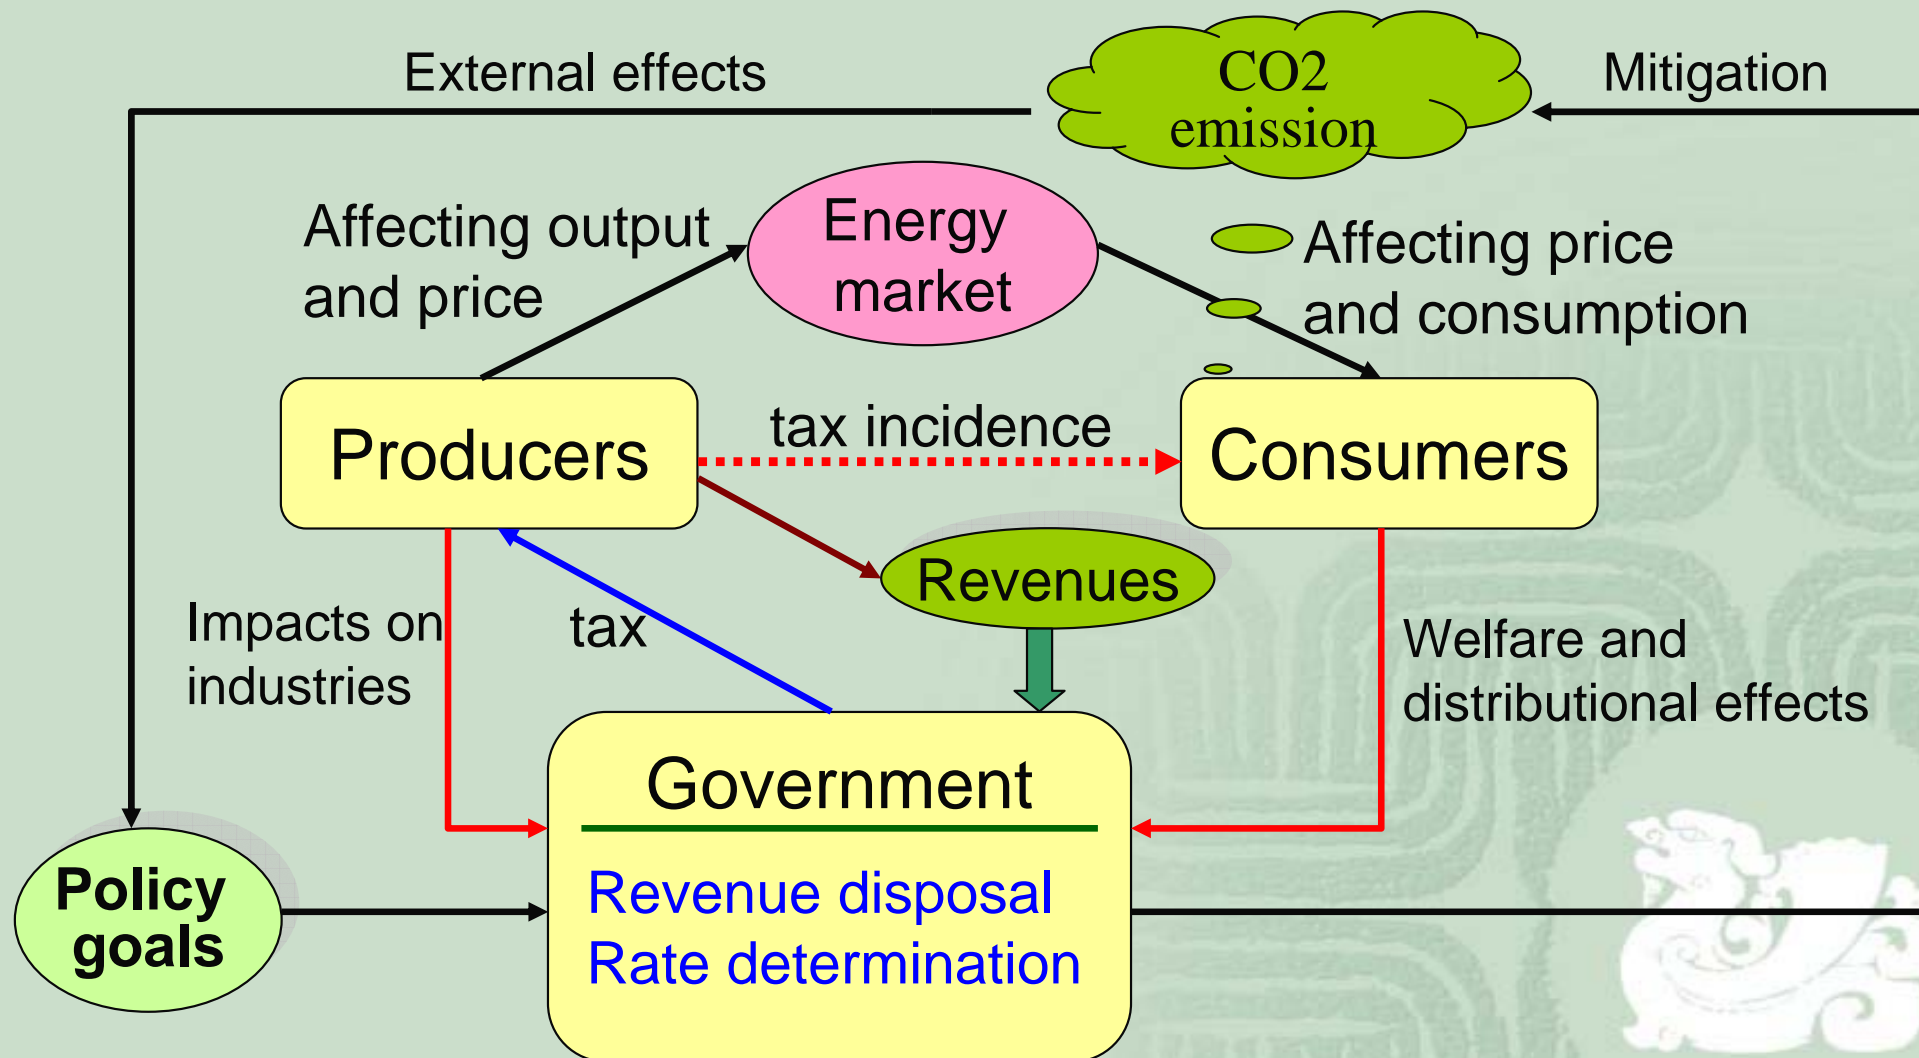 External effects
CO2
emission
Mitigation
Affecting output
and price
Energy
market
Affecting price
and consumption
Producers
tax incidence
Consumers
Revenues
Impacts on
industries
tax
Welfare and
distributional effects
Government
Policy
goals
Revenue disposal
Rate determination